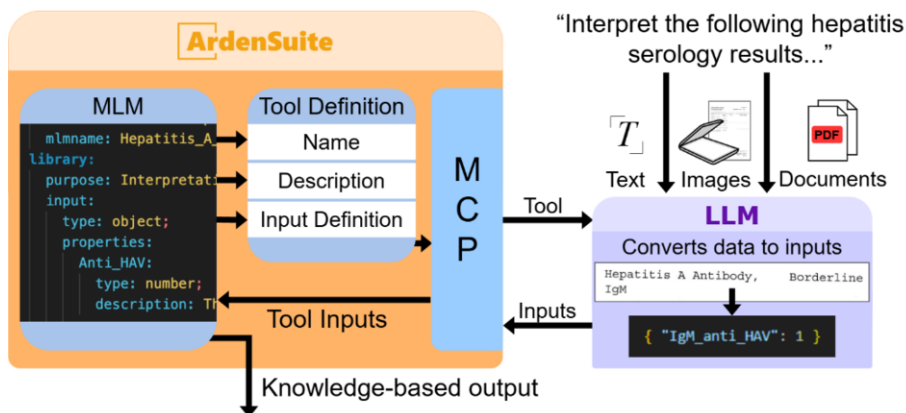 ArdenSuite
“Interpret the following hepatitis
serology results...”
MLM
mlmname: Hepatitis_A_
library:
purpose: Interpretati
input:
type: object;
properties:
Anti_HAV:
type: number;
description: Th
Tool Definition
Name
Description
Input Definition
MCP
T
PDF
Text
Images
Documents
Tool
LLM
Converts data to inputs
Hepatitis A Antibody, Borderline
IgM
{ "IgM_anti_HAV": 1 }
Inputs
Tool Inputs
Knowledge-based output